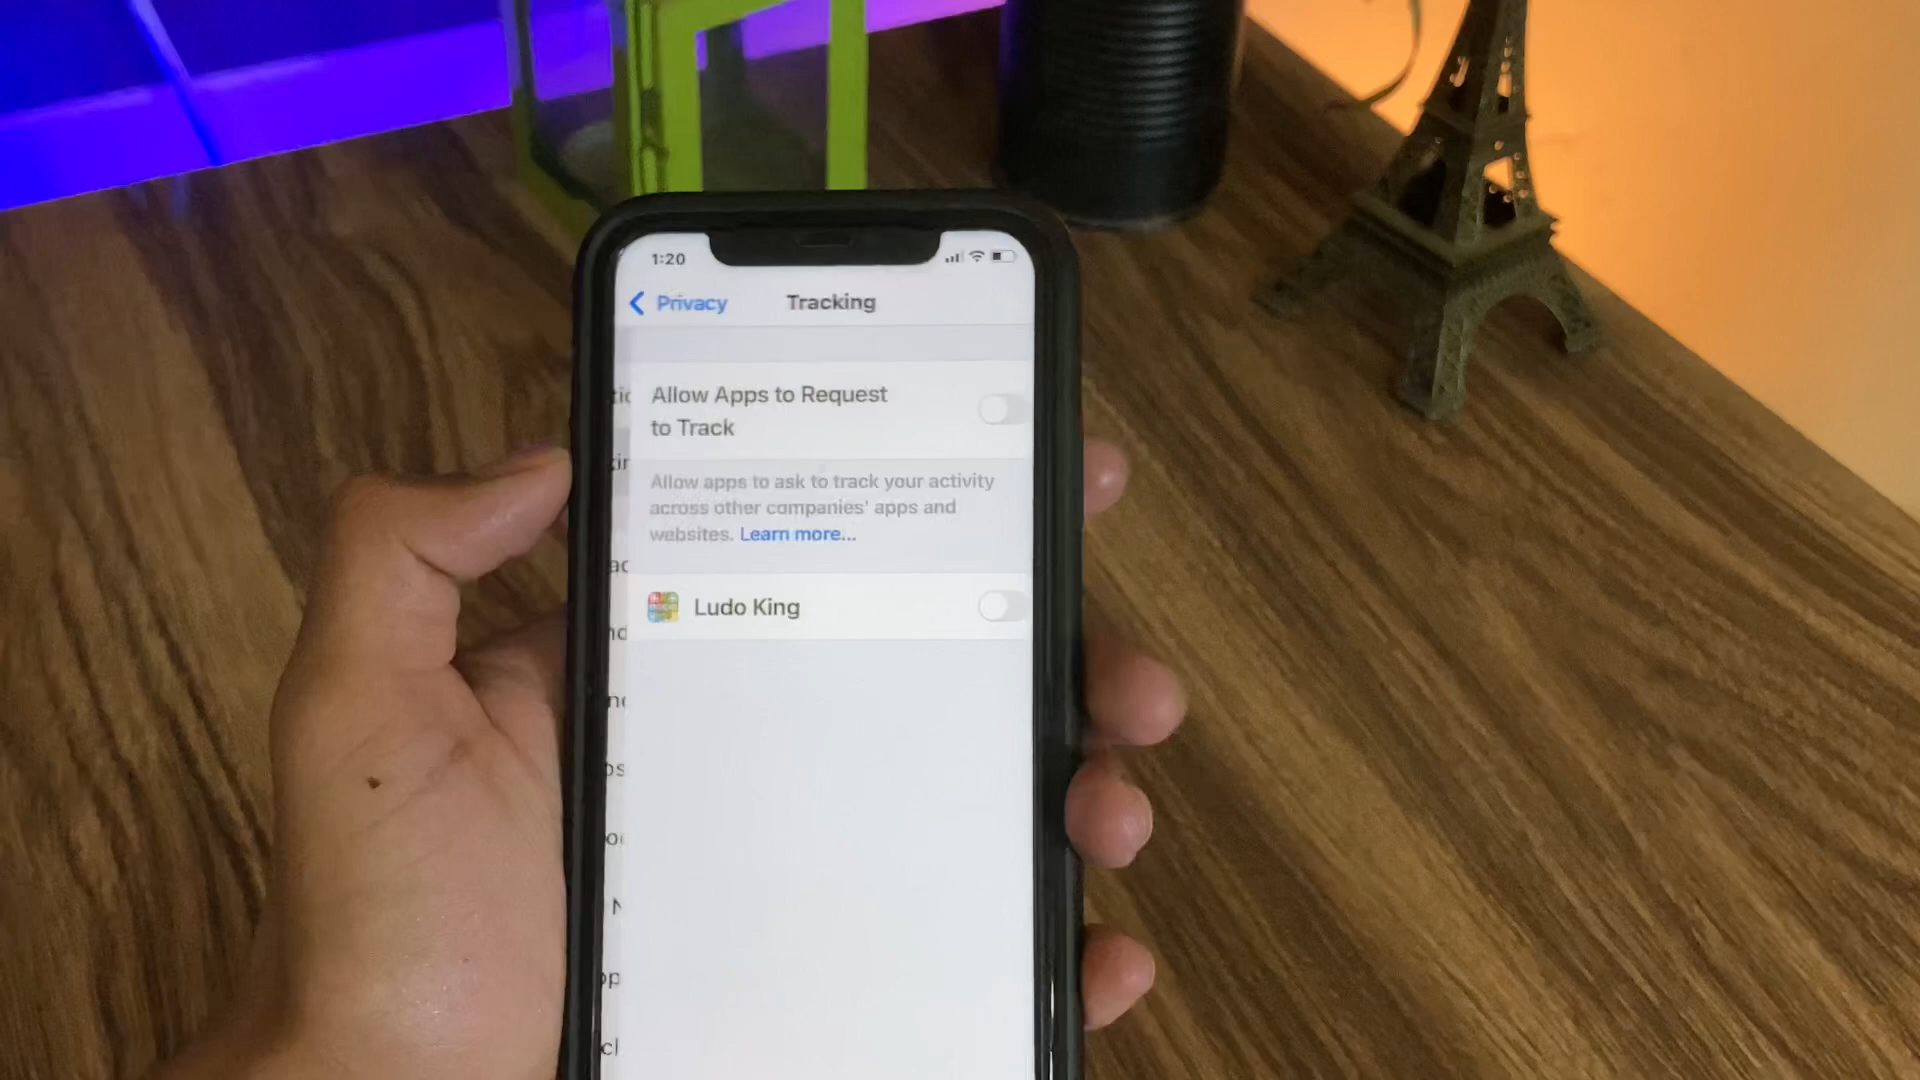 1:20
Privacy
Tracking
Allow Apps to Request
to Track
Allow apps to ask to track your activity
across other companies' apps and
websites. Learn more...
Ludo King